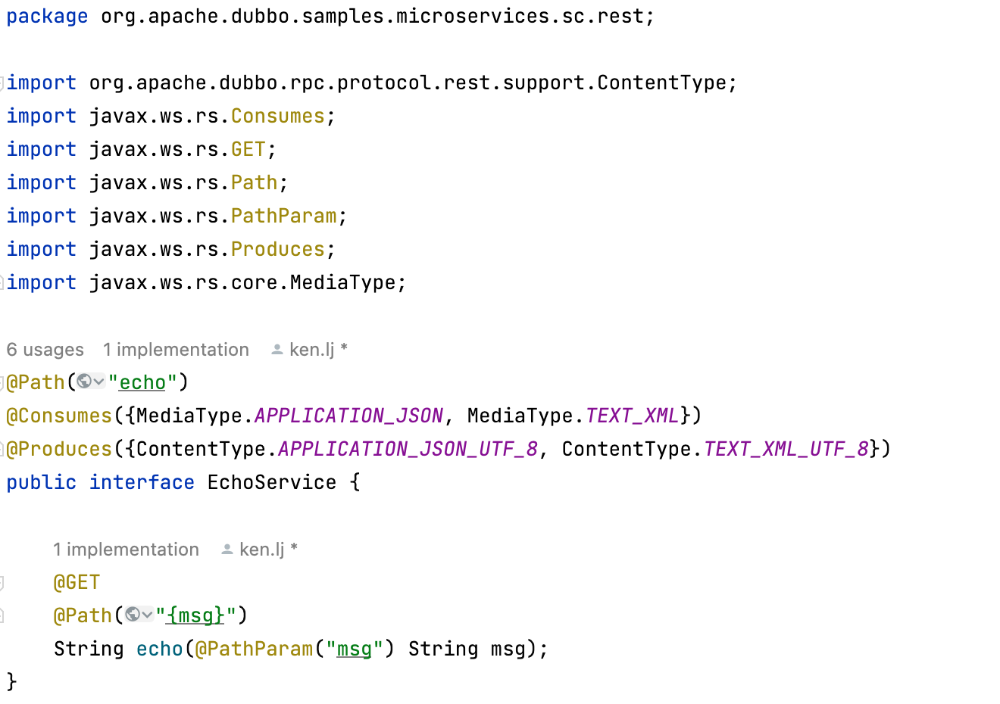 package org.apache.dubbo.samples.microservices.sc.rest;
import org.apache.dubbo.rpc.protocol.rest.support.ContentType;
import javax.ws.rs.Consumes;
import javax.ws.rs.GET;
import javax.ws.rs.Path;
import javax.ws.rs.PathParam;
import javax.ws.rs.Produces;
import javax.ws.rs.core.MediaType;
6 usages 1 implementation ken.lj *
@Path("echo")
@Consumes({MediaType.APPLICATION_JSON, MediaType.TEXT_XML})
@Produces({ContentType.APPLICATION_JSON_UTF_8, ContentType.TEXT_XML_UTF_8})
public interface EchoService {
1 implementation ken.lj *
@GET
@Path("{msg}")
String echo(@PathParam("msg") String msg);
}